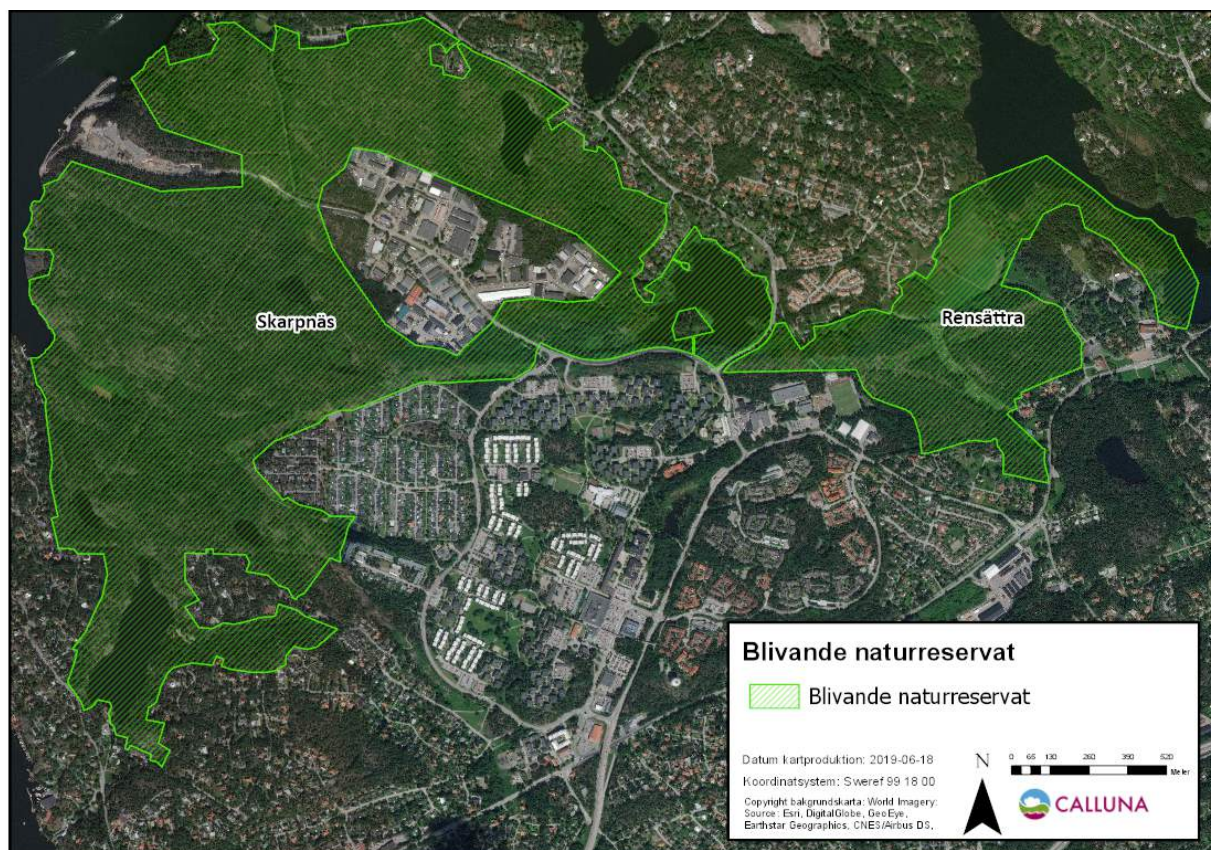 Skarpnäs
Rensättra
Blivande naturreservat
Blivande naturreservat
Datum kartproduktion: 2019-06-18
Koordinatsystem: Sweref 99 18 00
Copyright bakgrundskarta: World Imagery:
Source: Esri, DigitalGlobe, GeoEye,
Earthstar Geographics, CNES/Airbus DS,
N
0 65 130 260 390 520
Meter
CALLUNA